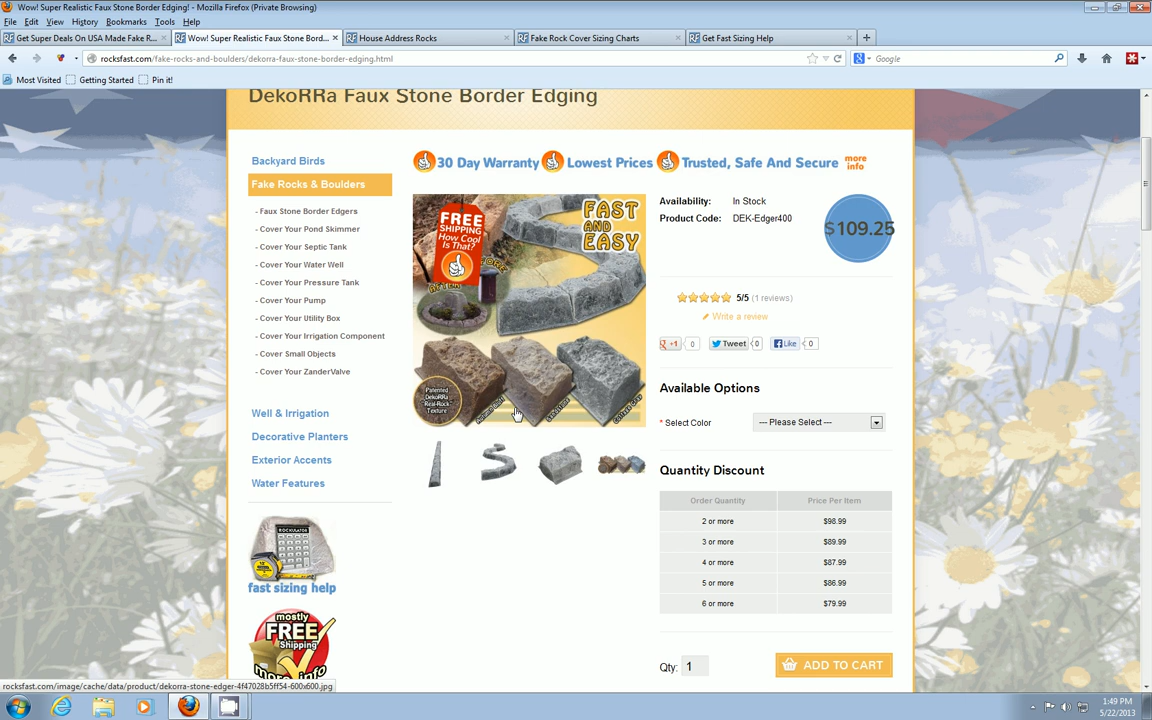 Wow! Super Realistic Faux Stone Border Edging! - Mozilla Firefox (Private Browsing)
File Edit View History Bookmarks Tools Help
Get Super Deals On USA Made Fake R...
Wow! Super Realistic Faux Stone Bord...
House Address Rocks
Fake Rock Cover Sizing Charts
Get Fast Sizing Help
rocksfast.com/fake-rocks-and-boulders/dekorra-faux-stone-border-edging.html
Google
Most Visited Getting Started Pin it!
DekoRRa Faux Stone Border Edging
30 Day Warranty Lowest Prices Trusted, Safe And Secure more info
Backyard Birds
Fake Rocks & Boulders
- Faux Stone Border Edgers
- Cover Your Pond Skimmer
- Cover Your Septic Tank
- Cover Your Water Well
- Cover Your Pressure Tank
- Cover Your Pump
- Cover Your Utility Box
- Cover Your Irrigation Component
- Cover Small Objects
- Cover Your ZanderValve
Well & Irrigation
Decorative Planters
Exterior Accents
Water Features
ROCKULATOR
fast sizing help
mostly
FREE
Shipping
more info
FREE
SHIPPING
How Cool
Is That?
FAST
AND
EASY
BEFORE
AFTER
Patented
DekoRRa
"Real-Rock"
Texture
Availability: In Stock
Product Code: DEK-Edger400
$109.25
5/5 (1 reviews)
Write a review
+1 0 Tweet 0 Like 0
Available Options
* Select Color --- Please Select ---
Quantity Discount
Order Quantity Price Per Item
2 or more $98.99
3 or more $89.99
4 or more $87.99
5 or more $86.99
6 or more $79.99
Qty: 1 ADD TO CART
rocksfast.com/image/cache/data/product/dekorra-stone-edger-4f47028b5ff54-600x600.jpg
1:49 PM
5/22/2013